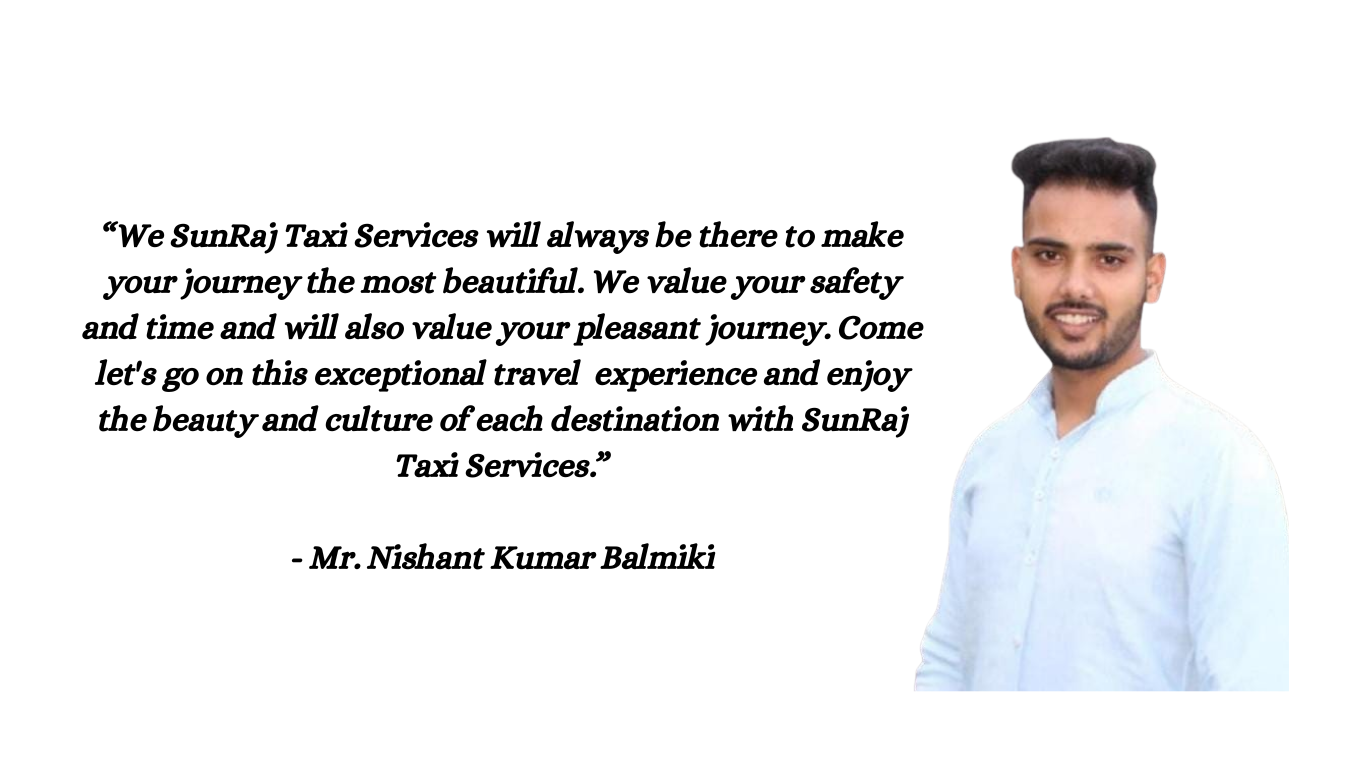 “We SunRaj Taxi Services will always be there to make
your journey the most beautiful. We value your safety
and time and will also value your pleasant journey. Come
let's go on this exceptional travel  experience and enjoy
the beauty and culture of each destination with SunRaj
Taxi Services.”
- Mr. Nishant Kumar Balmiki